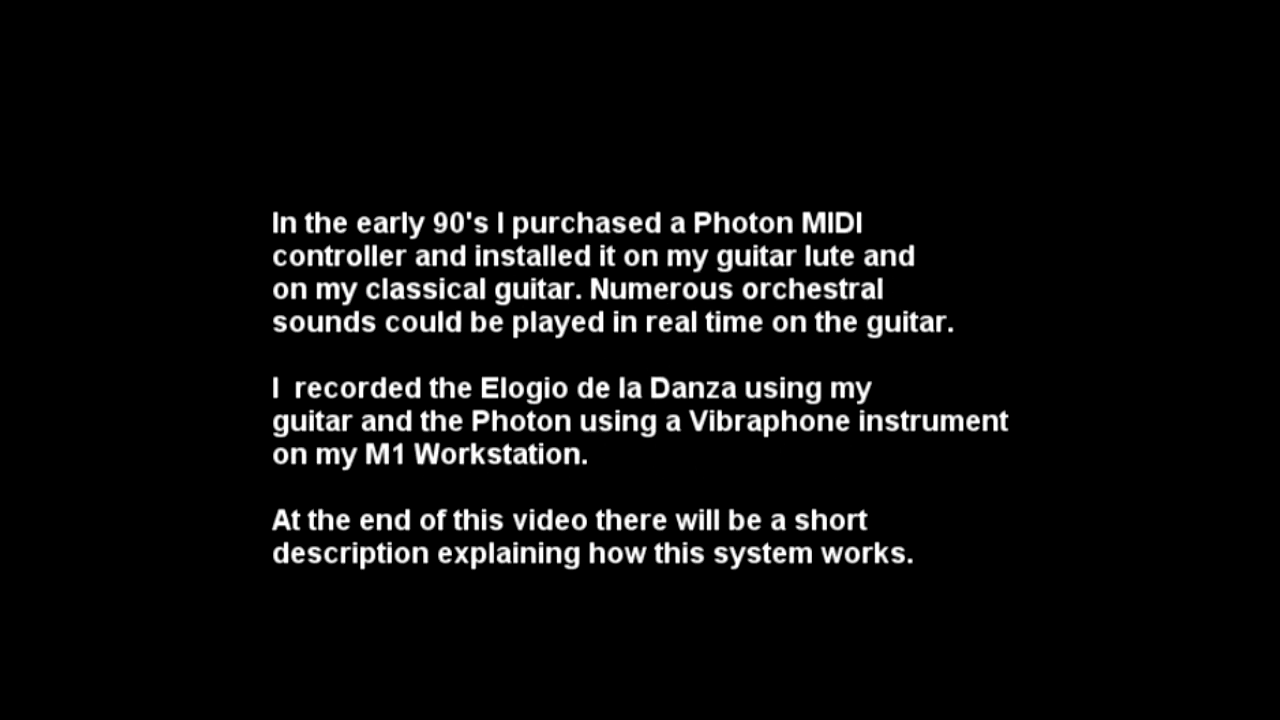 In the early 90's I purchased a Photon MIDI
controller and installed it on my guitar lute and
on my classical guitar. Numerous orchestral
sounds could be played in real time on the guitar.
I  recorded the Elogio de la Danza using my
guitar and the Photon using a Vibraphone instrument
on my M1 Workstation.
At the end of this video there will be a short
description explaining how this system works.